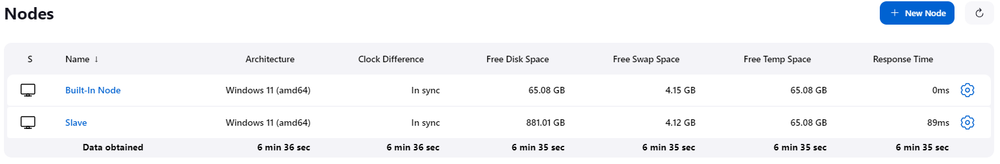 Nodes
+ New Node
S Name ↓ Architecture Clock Difference Free Disk Space Free Swap Space Free Temp Space Response Time
Built-In Node Windows 11 (amd64) In sync 65.08 GB 4.15 GB 65.08 GB 0ms
Slave Windows 11 (amd64) In sync 881.01 GB 4.12 GB 65.08 GB 89ms
Data obtained 6 min 36 sec 6 min 36 sec 6 min 35 sec 6 min 35 sec 6 min 35 sec 6 min 35 sec